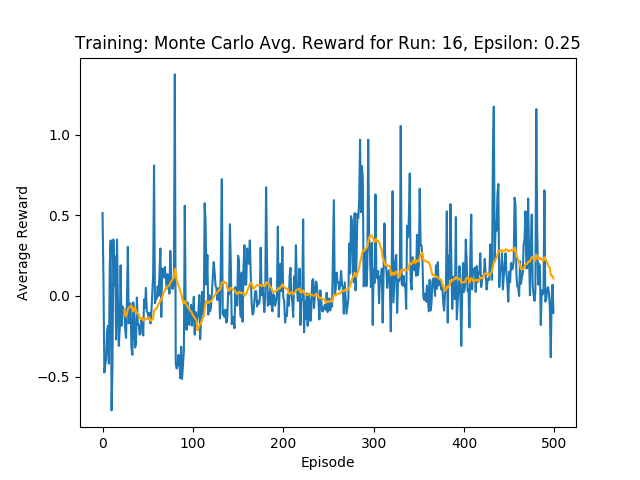 Training: Monte Carlo Avg. Reward for Run: 16, Epsilon: 0.25
Average Reward
1.0
0.5
0.0
−0.5
0 100 200 300 400 500
Episode